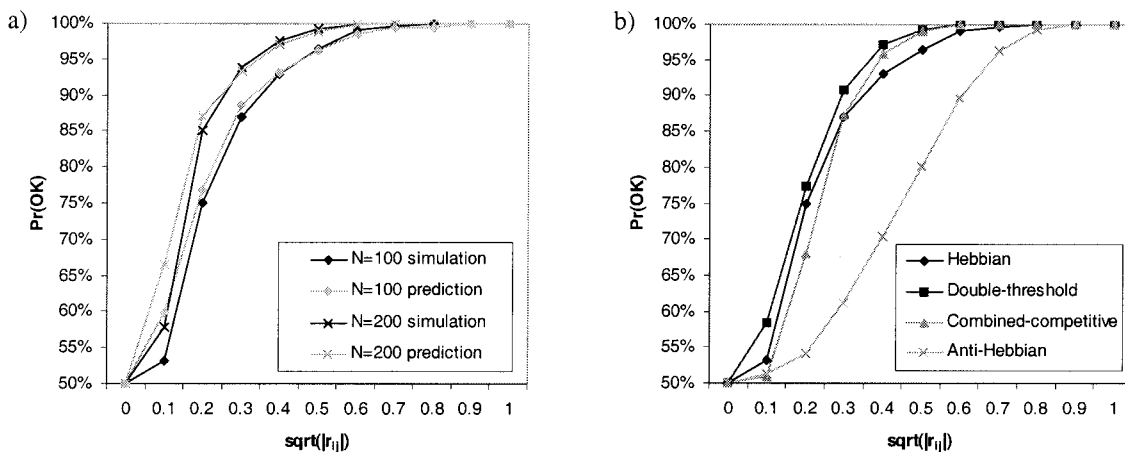 a)
100%
95%
90%
85%
80%
75%
70%
65%
60%
55%
50%
Pr(OK)
0 0.1 0.2 0.3 0.4 0.5 0.6 0.7 0.8 0.9 1
sqrt(|rij|)
N=100 simulation
N=100 prediction
N=200 simulation
N=200 prediction
b)
100%
95%
90%
85%
80%
75%
70%
65%
60%
55%
50%
Pr(OK)
0 0.1 0.2 0.3 0.4 0.5 0.6 0.7 0.8 0.9 1
sqrt(|rij|)
Hebbian
Double-threshold
Combined-competitive
Anti-Hebbian